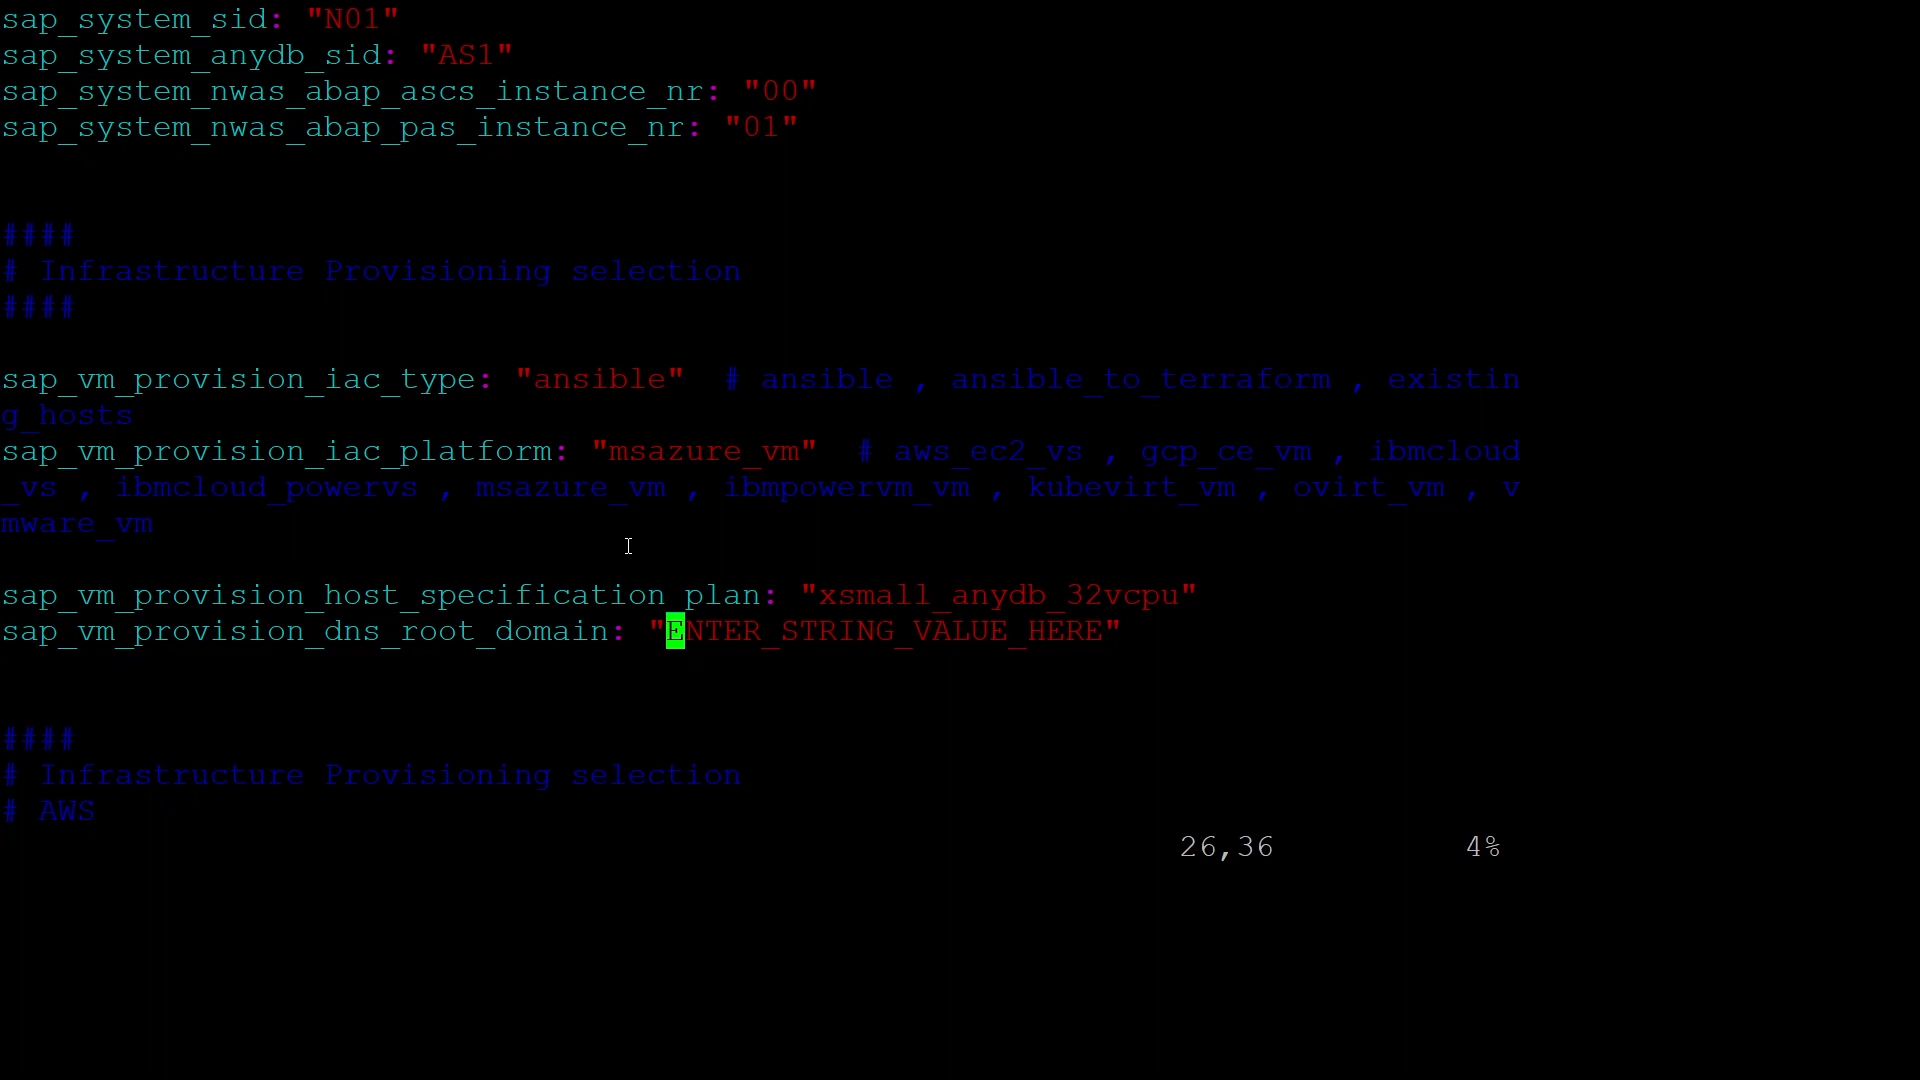 sap_system_sid: "N01"
sap_system_anydb_sid: "AS1"
sap_system_nwas_abap_ascs_instance_nr: "00"
sap_system_nwas_abap_pas_instance_nr: "01"
####
# Infrastructure Provisioning selection
####
sap_vm_provision_iac_type: "ansible"  # ansible , ansible_to_terraform , existin
g_hosts
sap_vm_provision_iac_platform: "msazure_vm"  # aws_ec2_vs , gcp_ce_vm , ibmcloud
_vs , ibmcloud_powervs , msazure_vm , ibmpowervm_vm , kubevirt_vm , ovirt_vm , v
mware_vm
sap_vm_provision_host_specification_plan: "xsmall_anydb_32vcpu"
sap_vm_provision_dns_root_domain: "ENTER_STRING_VALUE_HERE"
####
# Infrastructure Provisioning selection
# AWS
26,36 4%